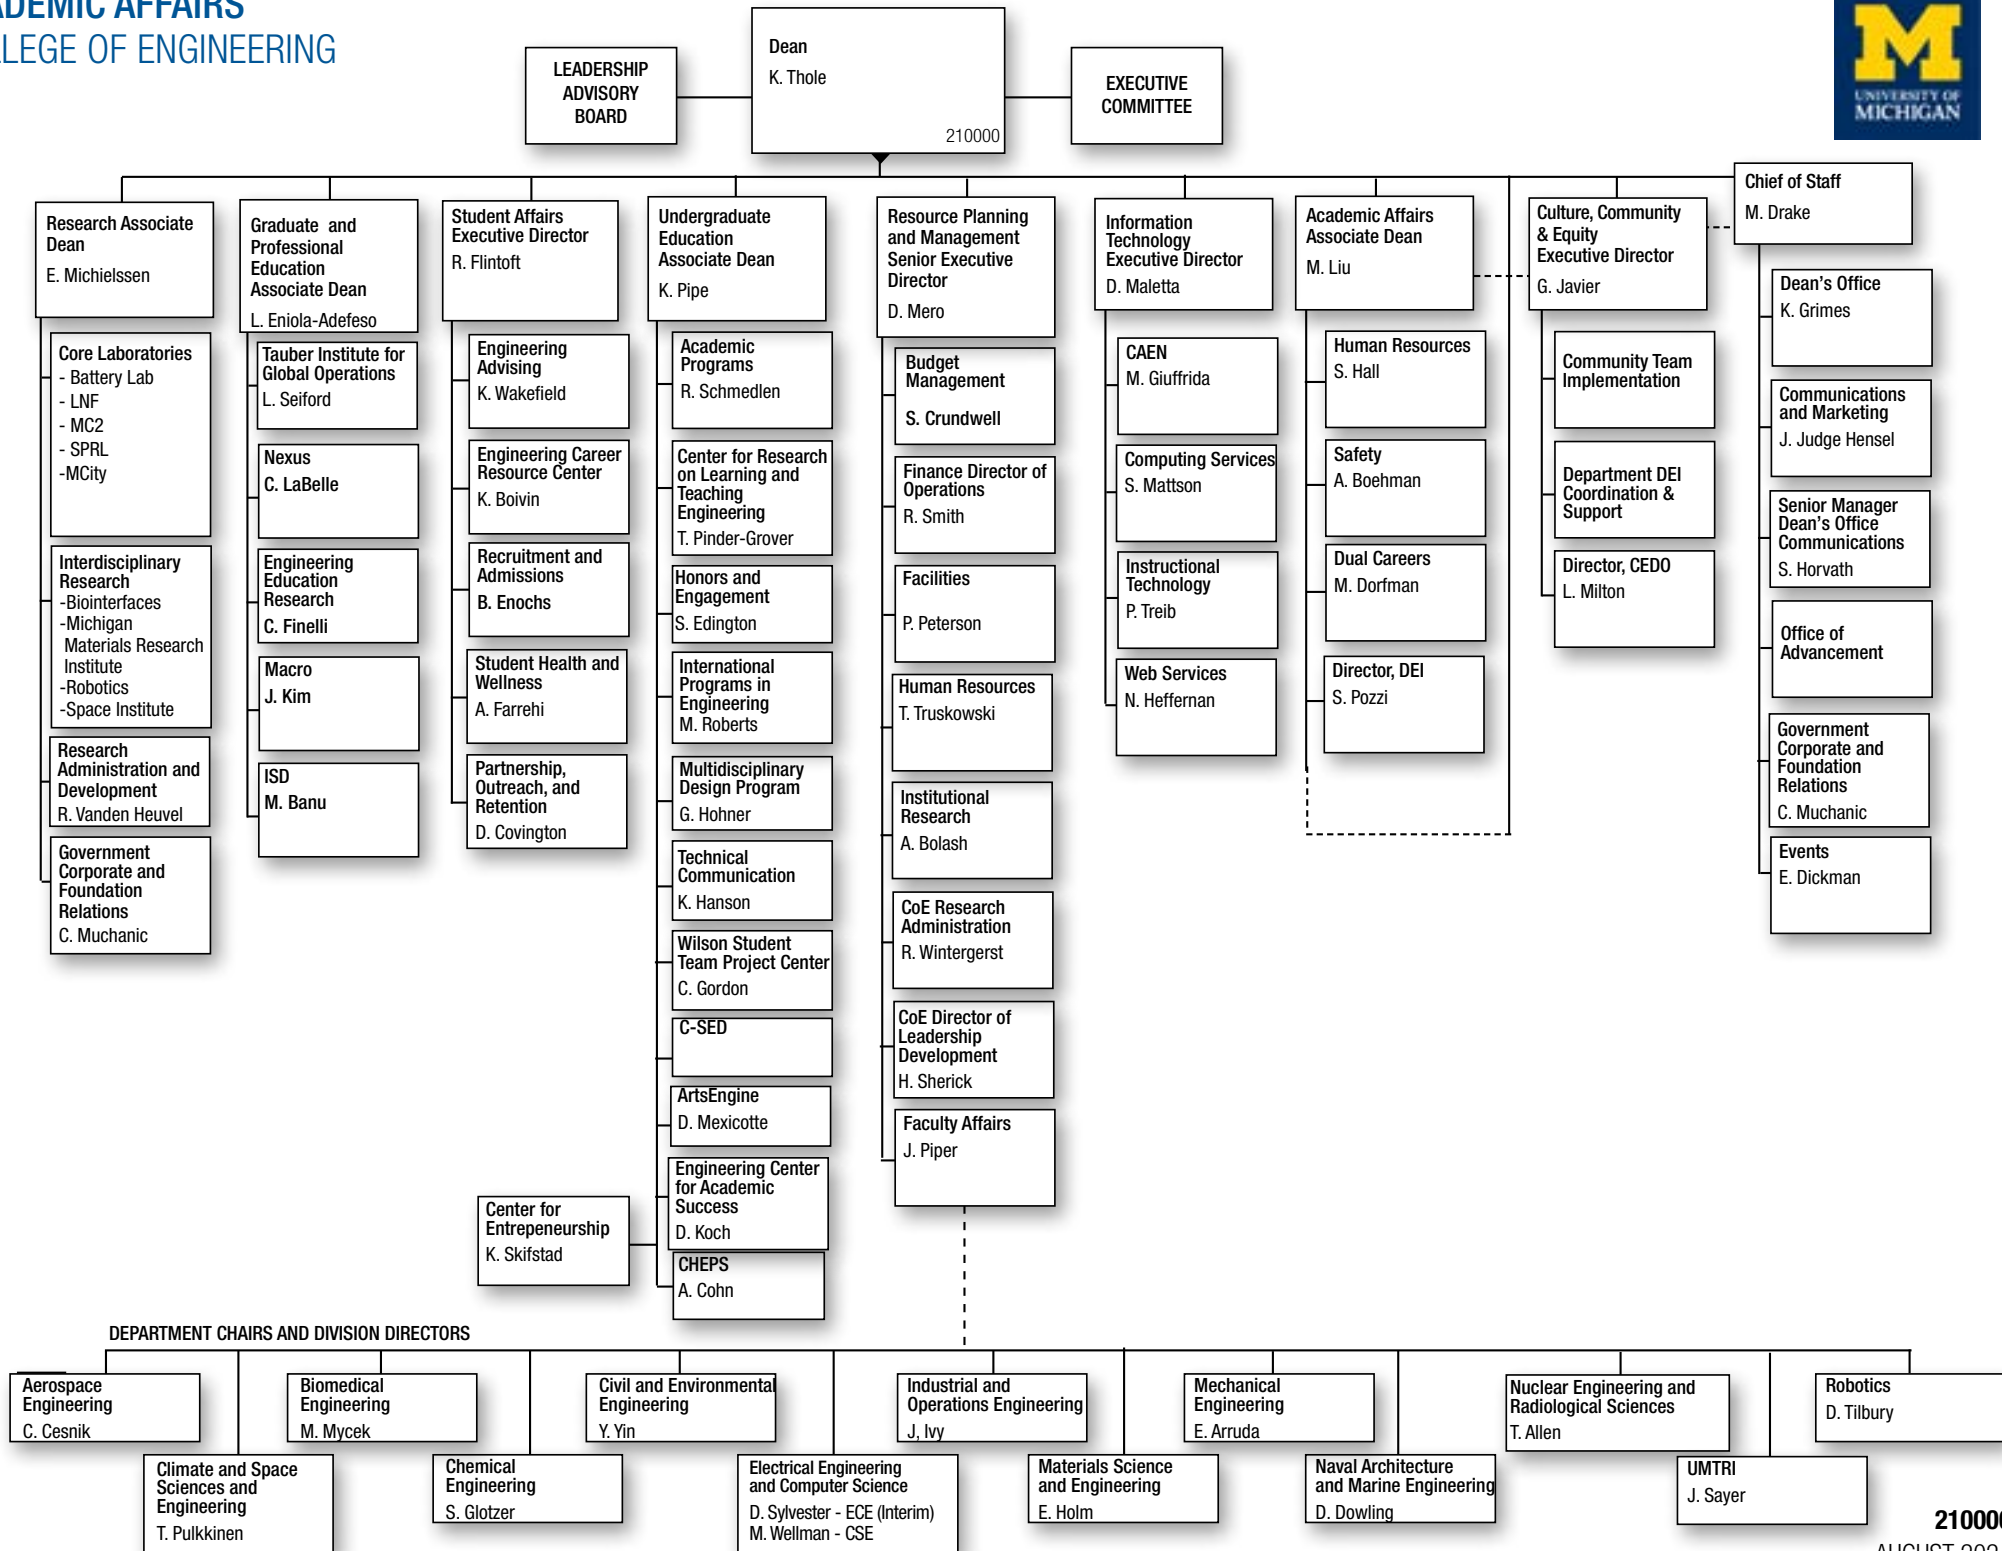 ADEMIC AFFAIRS
LEGE OF ENGINEERING
UNIVERSITY OF
MICHIGAN
LEADERSHIP
ADVISORY
BOARD
Dean
K. Thole
210000
EXECUTIVE
COMMITTEE
Research Associate
Dean
E. Michielssen
Core Laboratories
- Battery Lab
- LNF
- MC2
- SPRL
-MCity
Interdisciplinary
Research
-Biointerfaces
-Michigan
Materials Research
Institute
-Robotics
-Space Institute
Research
Administration and
Development
R. Vanden Heuvel
Government
Corporate and
Foundation
Relations
C. Muchanic
Graduate and
Professional
Education
Associate Dean
L. Eniola-Adefeso
Tauber Institute for
Global Operations
L. Seiford
Nexus
C. LaBelle
Engineering
Education
Research
C. Finelli
Macro
J. Kim
ISD
M. Banu
Student Affairs
Executive Director
R. Flintoft
Engineering
Advising
K. Wakefield
Engineering Career
Resource Center
K. Boivin
Recruitment and
Admissions
B. Enochs
Student Health and
Wellness
A. Farrehi
Partnership,
Outreach, and
Retention
D. Covington
Undergraduate
Education
Associate Dean
K. Pipe
Academic
Programs
R. Schmedlen
Center for Research
on Learning and
Teaching
Engineering
T. Pinder-Grover
Honors and
Engagement
S. Edington
International
Programs in
Engineering
M. Roberts
Multidisciplinary
Design Program
G. Hohner
Technical
Communication
K. Hanson
Wilson Student
Team Project Center
C. Gordon
C-SED
ArtsEngine
D. Mexicotte
Engineering Center
for Academic
Success
D. Koch
Center for
Entrepeneurship
K. Skifstad
CHEPS
A. Cohn
Resource Planning
and Management
Senior Executive
Director
D. Mero
Budget
Management
S. Crundwell
Finance Director of
Operations
R. Smith
Facilities
P. Peterson
Human Resources
T. Truskowski
Institutional
Research
A. Bolash
CoE Research
Administration
R. Wintergerst
CoE Director of
Leadership
Development
H. Sherick
Faculty Affairs
J. Piper
Information
Technology
Executive Director
D. Maletta
CAEN
M. Giuffrida
Computing Services
S. Mattson
Instructional
Technology
P. Treib
Web Services
N. Heffernan
Academic Affairs
Associate Dean
M. Liu
Human Resources
S. Hall
Safety
A. Boehman
Dual Careers
M. Dorfman
Director, DEI
S. Pozzi
Culture, Community
& Equity
Executive Director
G. Javier
Community Team
Implementation
Department DEI
Coordination &
Support
Director, CEDO
L. Milton
Chief of Staff
M. Drake
Dean's Office
K. Grimes
Communications
and Marketing
J. Judge Hensel
Senior Manager
Dean's Office
Communications
S. Horvath
Office of
Advancement
Government
Corporate and
Foundation
Relations
C. Muchanic
Events
E. Dickman
DEPARTMENT CHAIRS AND DIVISION DIRECTORS
Aerospace
Engineering
C. Cesnik
Climate and Space
Sciences and
Engineering
T. Pulkkinen
Biomedical
Engineering
M. Mycek
Chemical
Engineering
S. Glotzer
Civil and Environmental
Engineering
Y. Yin
Electrical Engineering
and Computer Science
D. Sylvester - ECE (Interim)
M. Wellman - CSE
Industrial and
Operations Engineering
J, Ivy
Materials Science
and Engineering
E. Holm
Mechanical
Engineering
E. Arruda
Naval Architecture
and Marine Engineering
D. Dowling
Nuclear Engineering and
Radiological Sciences
T. Allen
UMTRI
J. Sayer
Robotics
D. Tilbury
210000
AUGUST 202